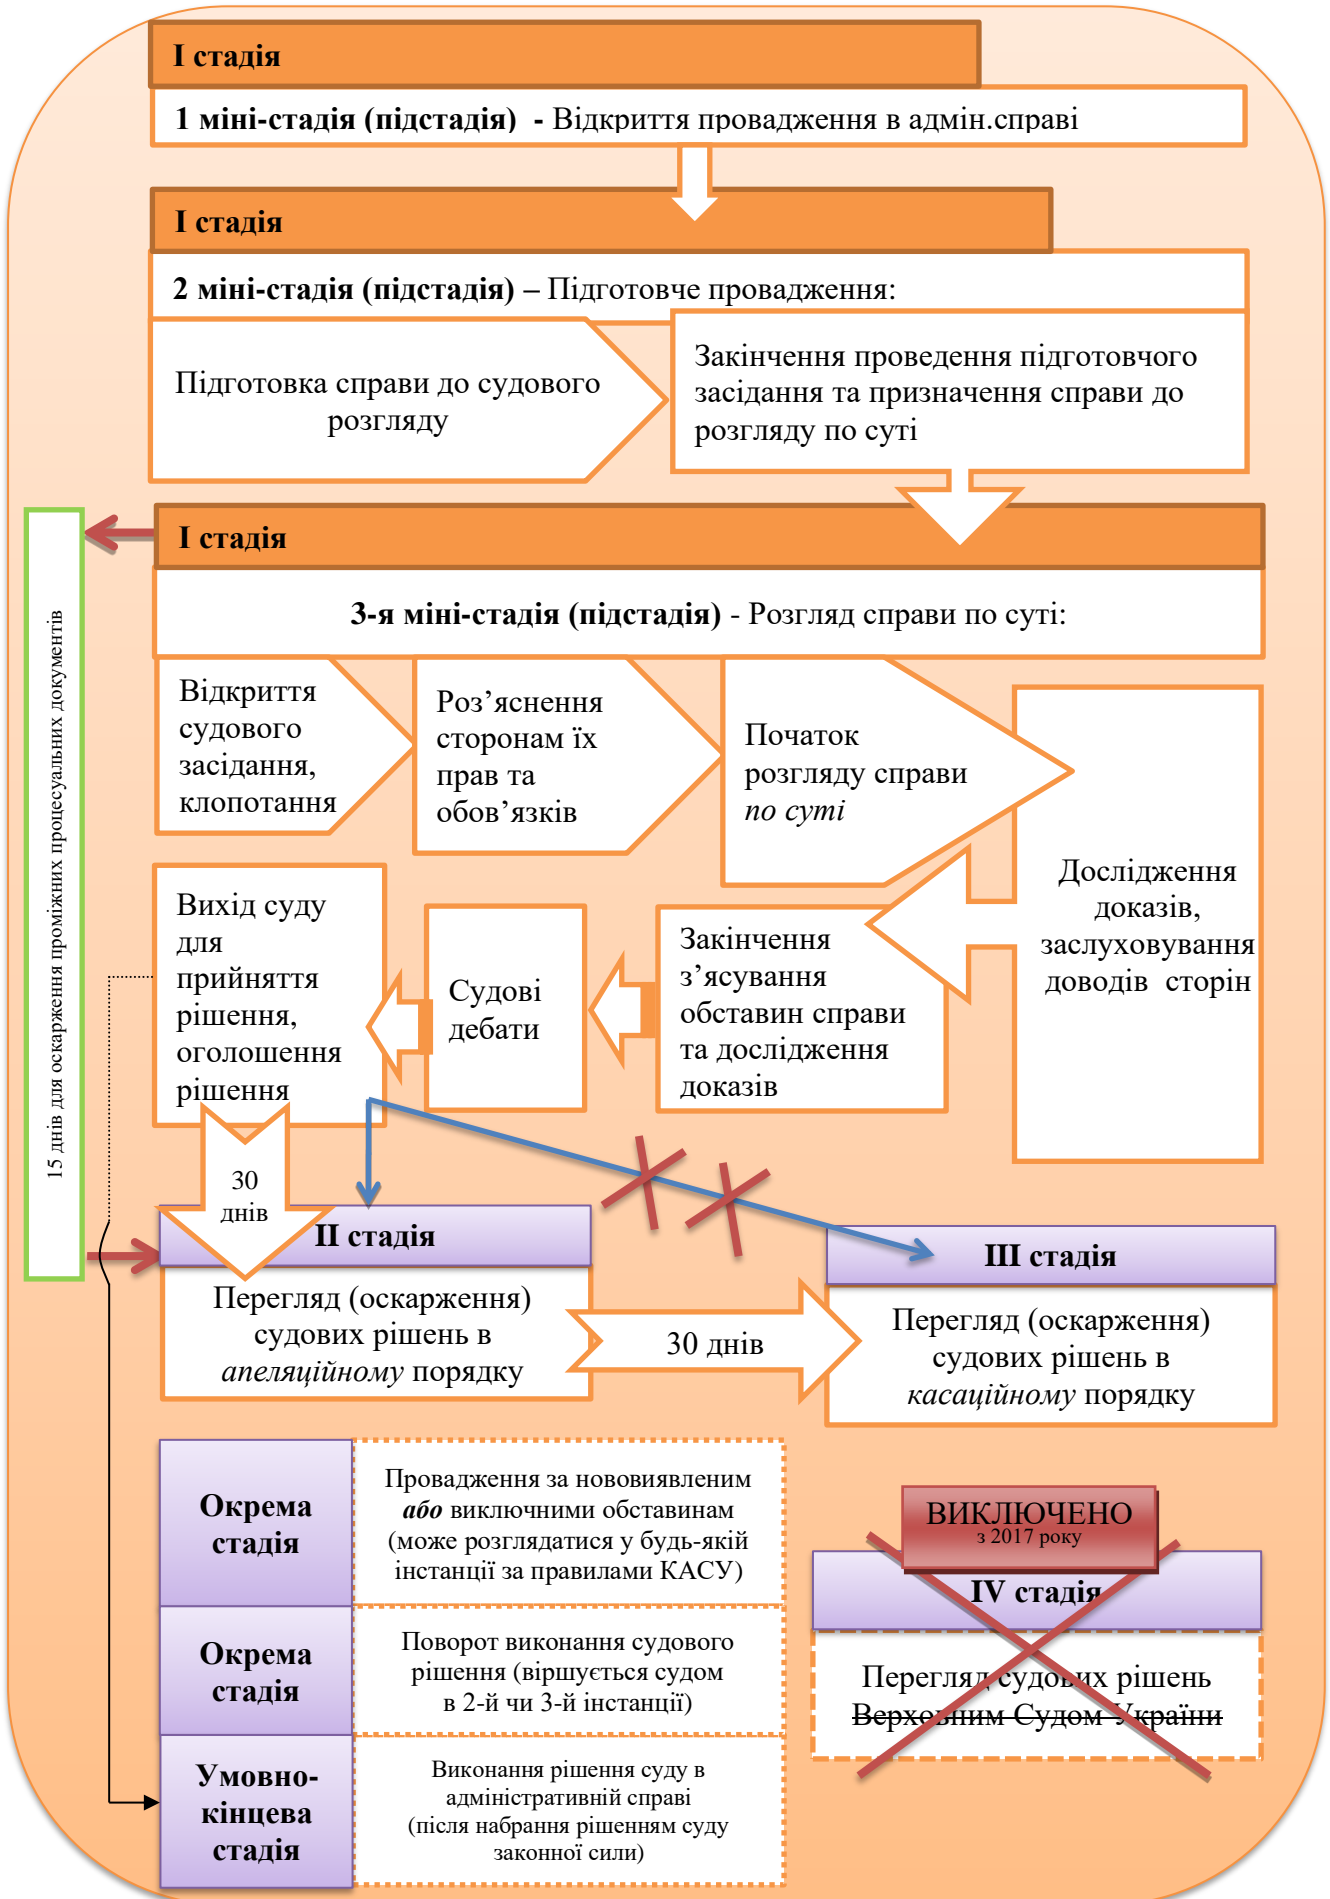 І стадія
1 міні-стадія (підстадія) - Відкриття провадження в адмін.справі
І стадія
2 міні-стадія (підстадія) – Підготовче провадження:
Підготовка справи до судового
розгляду
Закінчення проведення підготовчого
засідання та призначення справи до
розгляду по суті
І стадія
3-я міні-стадія (підстадія) - Розгляд справи по суті:
15 днів для оскарження проміжних процесуальних документів
Відкриття
судового
засідання,
клопотання
Роз’яснення
сторонам їх
прав та
обов’язків
Початок
розгляду справи
по суті
Дослідження
доказів,
заслуховування
доводів сторін
Закінчення
з’ясування
обставин справи
та дослідження
доказів
Судові
дебати
Вихід суду
для
прийняття
рішення,
оголошення
рішення
30
днів
ІІ стадія
Перегляд (оскарження)
судових рішень в
апеляційному порядку
30 днів
ІІІ стадія
Перегляд (оскарження)
судових рішень в
касаційному порядку
Окрема
стадія
Провадження за нововиявленим
або виключними обставинам
(може розглядатися у будь-якій
інстанції за правилами КАСУ)
Окрема
стадія
Поворот виконання судового
рішення (віршується судом
в 2-й чи 3-й інстанції)
Умовно-
кінцева
стадія
Виконання рішення суду в
адміністративній справі
(після набрання рішенням суду
законної сили)
ВИКЛЮЧЕНО
з 2017 року
IV стадія
Перегляд судових рішень
Верховним Судом України